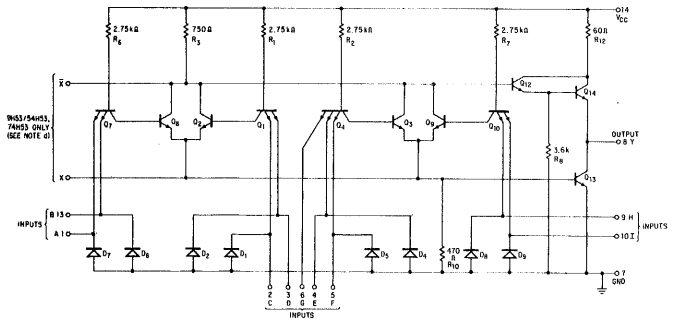 14
VCC
2.75kΩ
R6
750Ω
R3
2.75kΩ
R1
2.75kΩ
R2
2.75kΩ
R7
60Ω
R12
X̅
Q12
Q14
9H53/54H53,
74H53 ONLY
(SEE NOTE d)
Q7
Q8
Q2
Q1
Q4
Q3
Q9
Q10
OUTPUT
8 Y
3.6k
R8
X
Q13
INPUTS
B 13
A 1
9 H
10 I
INPUTS
D7
D6
D2
D1
D5
D4
470
Ω
R10
D8
D9
7
GND
2 3 6 4 5
C D G E F
INPUTS